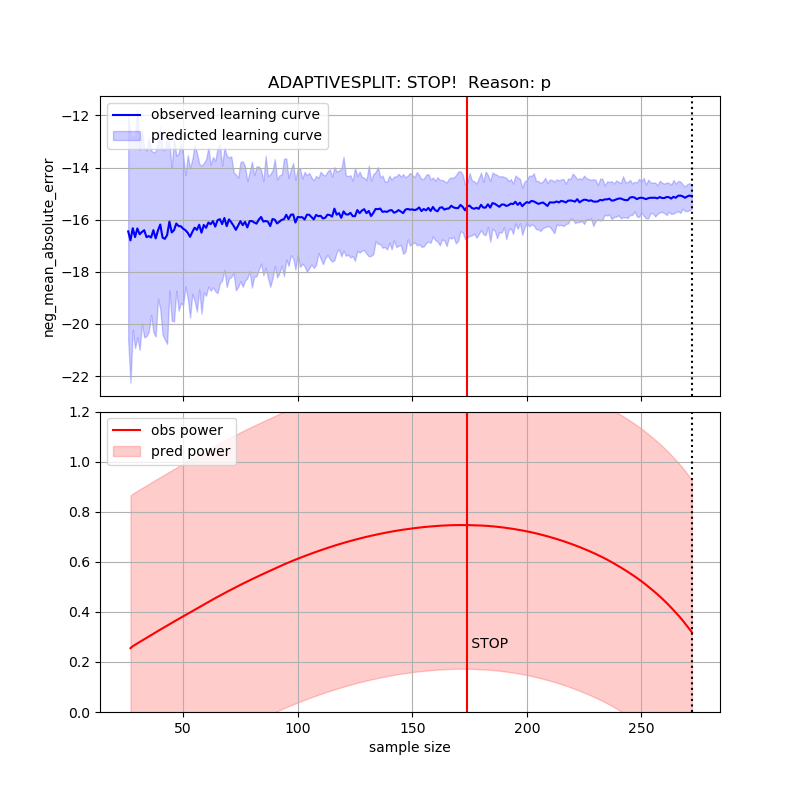 ADAPTIVESPLIT: STOP!  Reason: p
observed learning curve
predicted learning curve
neg_mean_absolute_error
−12
−14
−16
−18
−20
−22
obs power
pred power
1.2
1.0
0.8
0.6
0.4
0.2
0.0
STOP
50
100
150
200
250
sample size